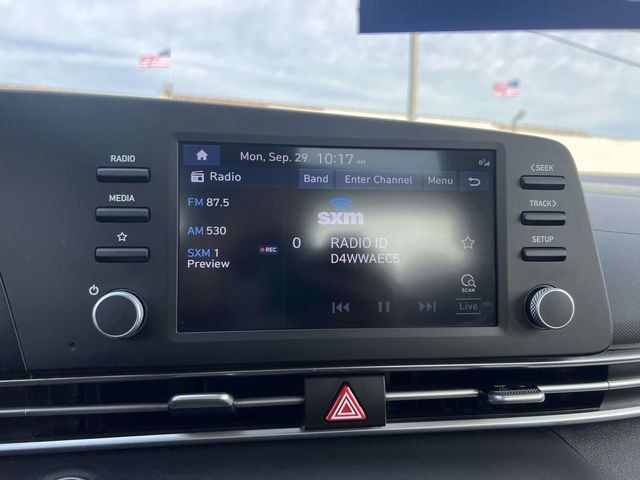 Mon, Sep. 29 10:17 AM
Radio Band Enter Channel Menu
RADIO
MEDIA
FM 87.5
AM 530
SXM 1
Preview
REC
sxm
0 RADIO ID
D4WWAEC5
SCAN
Live
<SEEK
TRACK>
SETUP